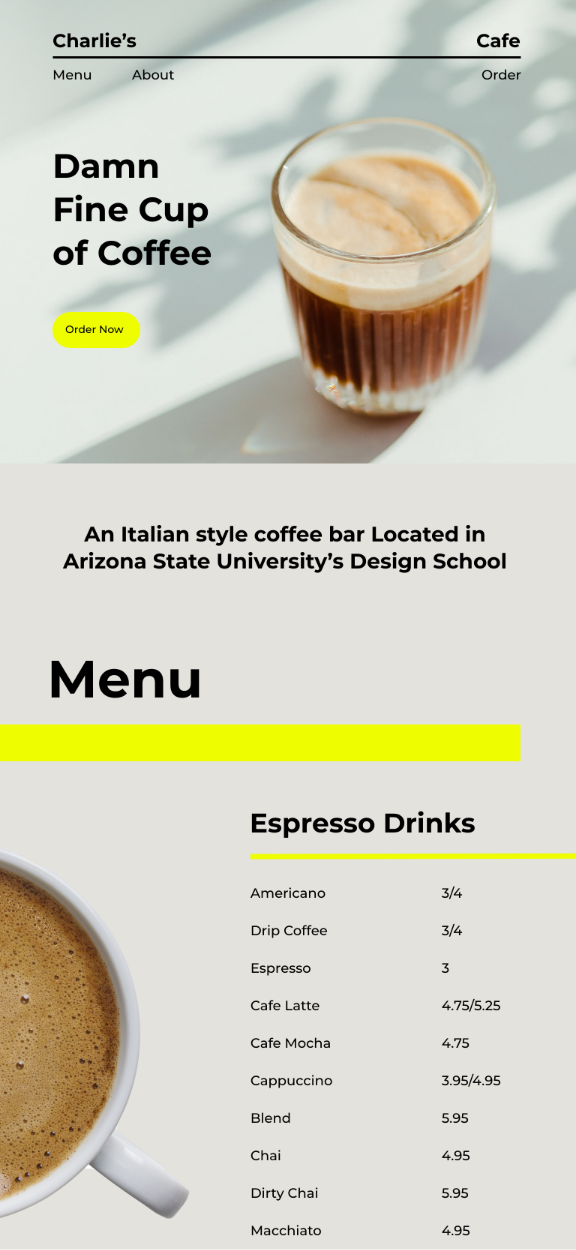 Charlie's Cafe
Menu About Order
Damn
Fine Cup
of Coffee
Order Now
An Italian style coffee bar Located in
Arizona State University's Design School
Menu
Espresso Drinks
Americano 3/4
Drip Coffee 3/4
Espresso 3
Cafe Latte 4.75/5.25
Cafe Mocha 4.75
Cappuccino 3.95/4.95
Blend 5.95
Chai 4.95
Dirty Chai 5.95
Macchiato 4.95